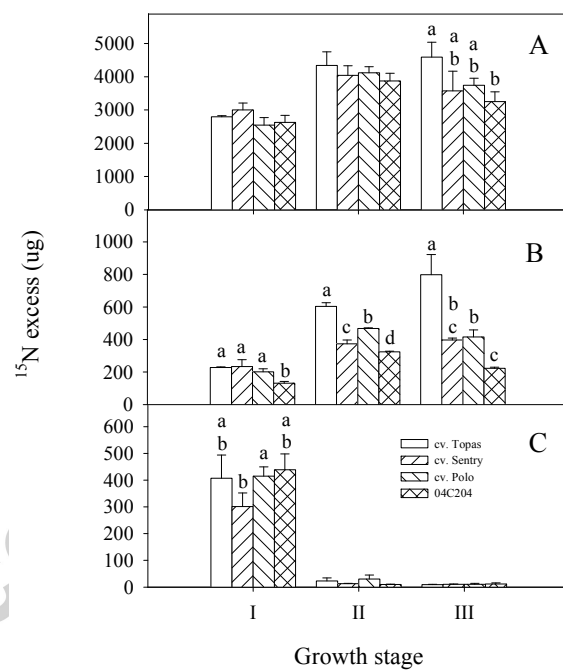 A
5000
4000
3000
2000
1000
0
a
a
b
a
b
b
B
1000
800
600
400
200
0
a
a
a
b
a
c
b
d
a
b
c
b
c
C
600
500
400
300
200
100
0
a
b
b
a
a
b
cv. Topas
cv. Sentry
cv. Polo
04C204
I
II
III
Growth stage
15N excess (ug)